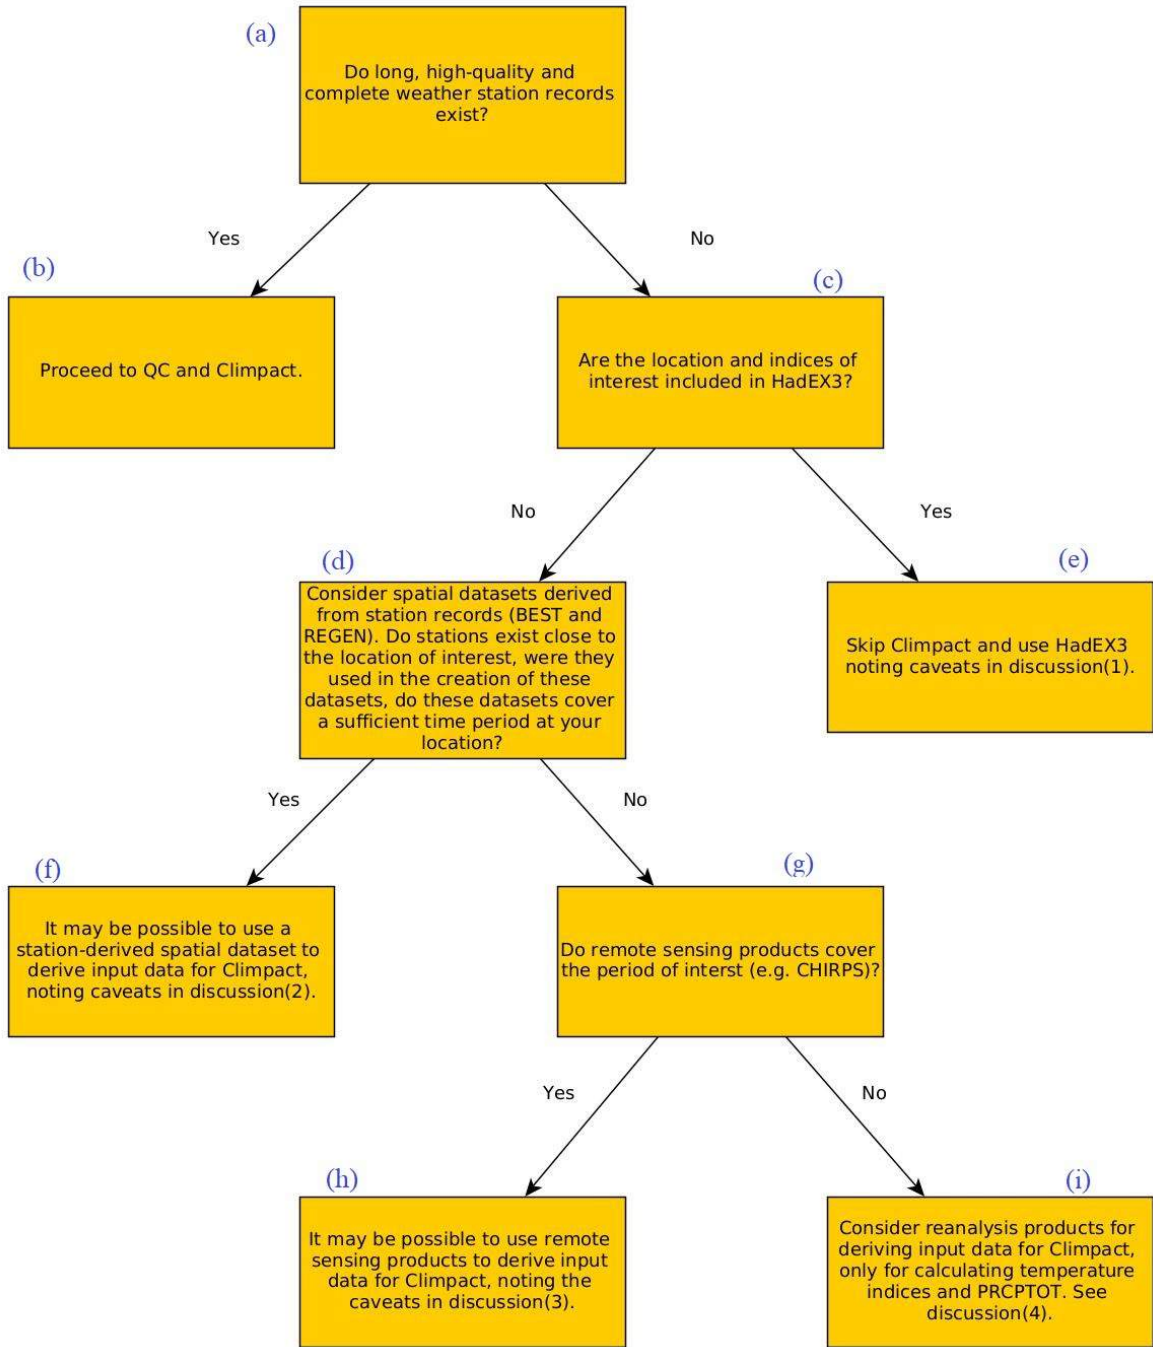 (a)
Do long, high-quality and
complete weather station records
exist?
Yes
No
(b)
Proceed to QC and Climpact.
(c)
Are the location and indices of
interest included in HadEX3?
No
Yes
(d)
Consider spatial datasets derived
from station records (BEST and
REGEN). Do stations exist close to
the location of interest, were they
used in the creation of these
datasets, do these datasets cover
a sufficient time period at your
location?
(e)
Skip Climpact and use HadEX3
noting caveats in discussion(1).
Yes
No
(f)
It may be possible to use a
station-derived spatial dataset to
derive input data for Climpact,
noting caveats in discussion(2).
(g)
Do remote sensing products cover
the period of interst (e.g. CHIRPS)?
Yes
No
(h)
It may be possible to use remote
sensing products to derive input
data for Climpact, noting the
caveats in discussion(3).
(i)
Consider reanalysis products for
deriving input data for Climpact,
only for calculating temperature
indices and PRCPTOT. See
discussion(4).